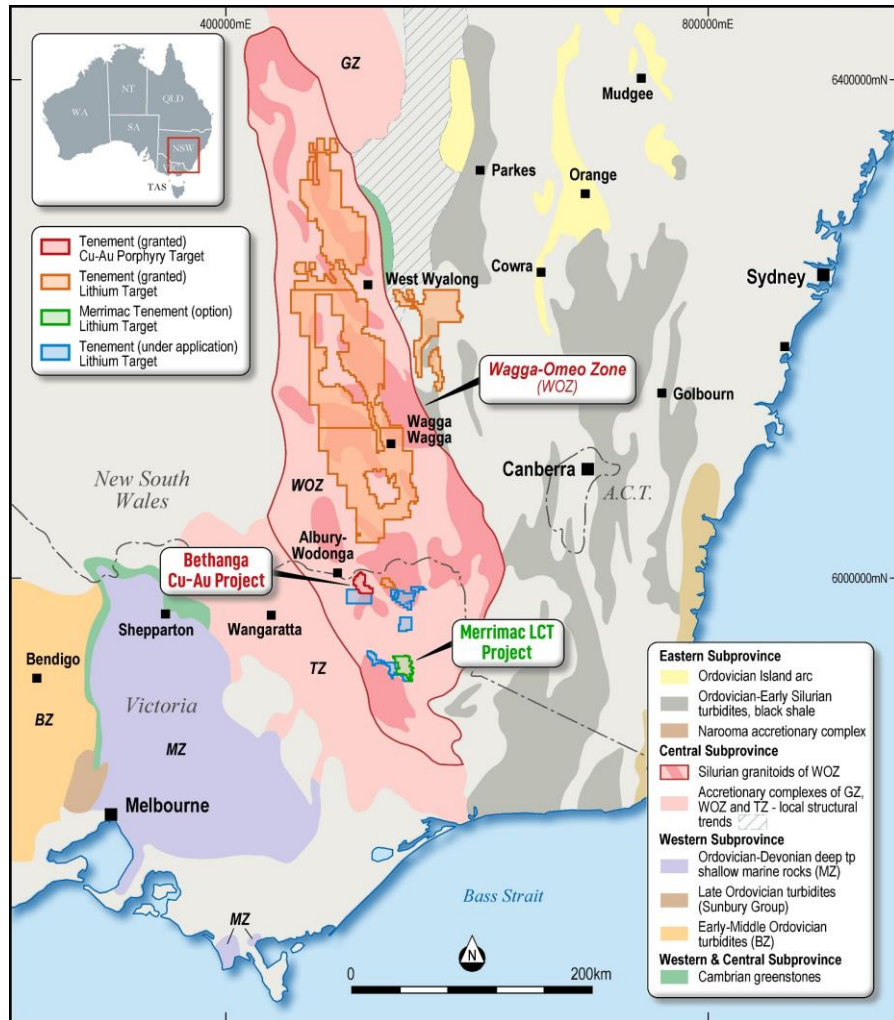 400000mE
800000mE
6400000mN
6000000mN
WA
NT
QLD
SA
NSW
TAS
Tenement (granted)
Cu-Au Porphyry Target
Tenement (granted)
Lithium Target
Merrimac Tenement (option)
Lithium Target
Tenement (under application)
Lithium Target
GZ
Mudgee
Parkes
Orange
Cowra
West Wyalong
Sydney
Wagga-Omeo Zone
(WOZ)
Golbourn
Wagga
Wagga
Canberra
A.C.T.
New South
Wales
WOZ
Albury-
Wodonga
Bethanga
Cu-Au Project
Shepparton
Wangaratta
Merrimac LCT
Project
Bendigo
BZ
Victoria
MZ
TZ
Melbourne
MZ
Bass Strait
N
0
200km
Eastern Subprovince
Ordovician Island arc
Ordovician-Early Silurian
turbidites, black shale
Narooma accretionary complex
Central Subprovince
Silurian granitoids of WOZ
Accretionary complexes of GZ,
WOZ and TZ - local structural
trends
Western Subprovince
Ordovician-Devonian deep tp
shallow marine rocks (MZ)
Late Ordovician turbidites
(Sunbury Group)
Early-Middle Ordovician
turbidites (BZ)
Western & Central Subprovince
Cambrian greenstones